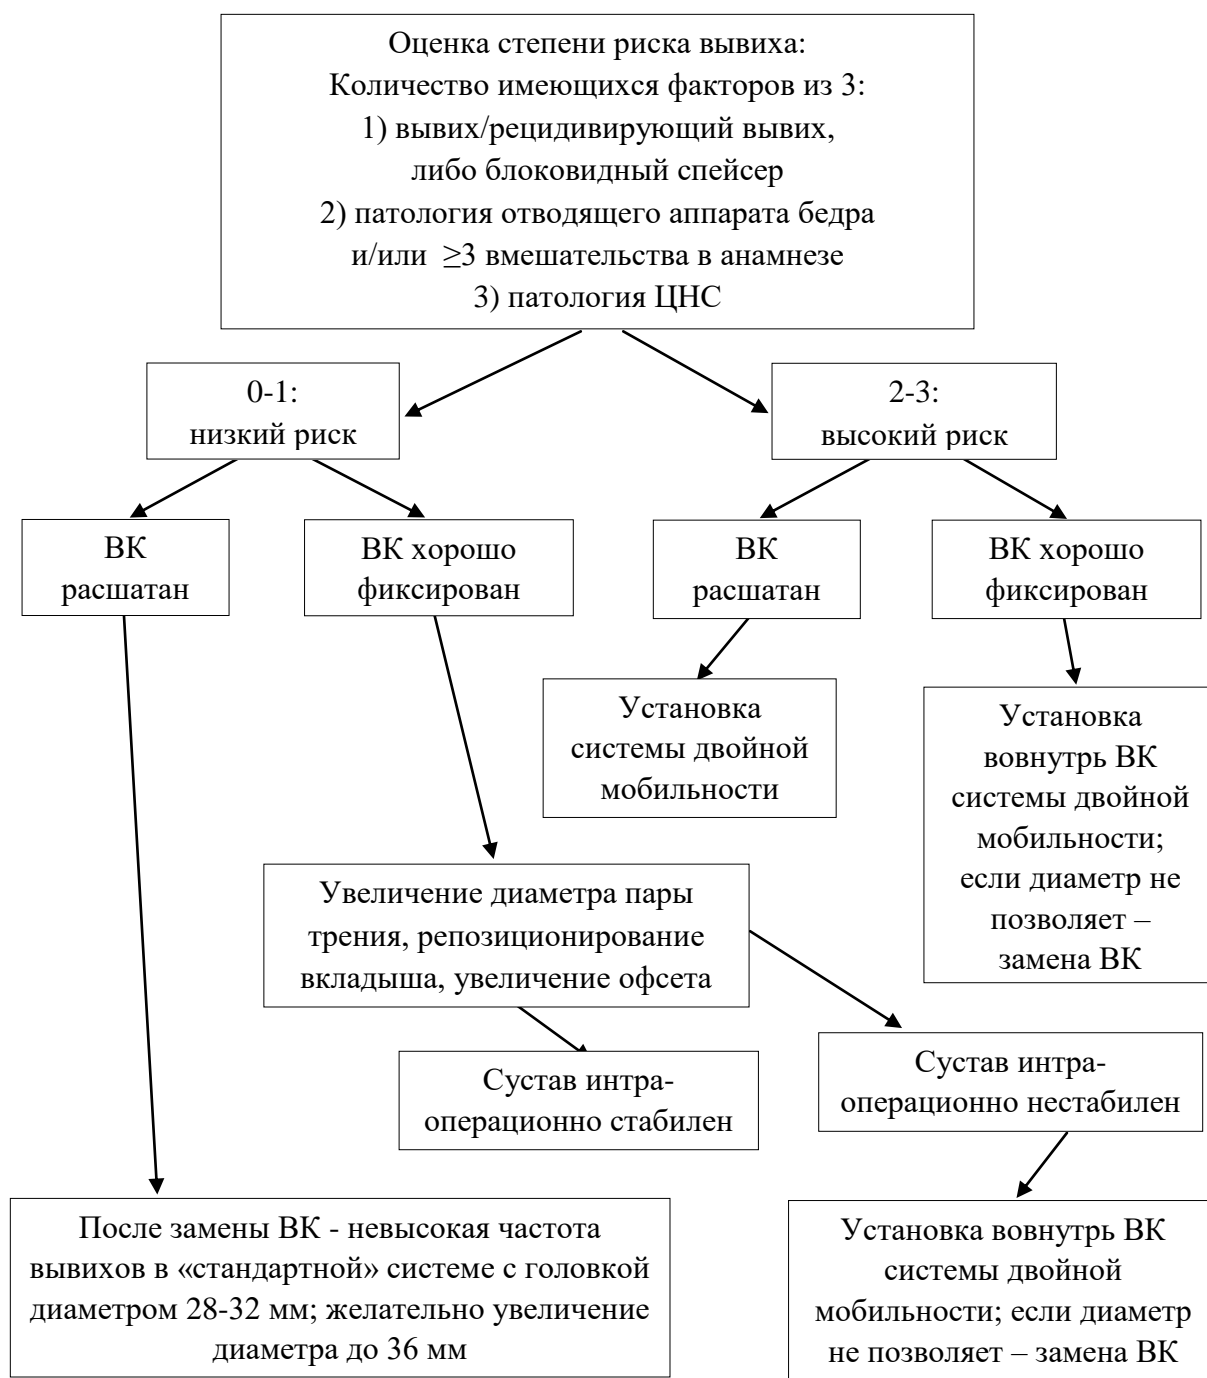 Оценка степени риска вывиха:
Количество имеющихся факторов из 3:
1) вывих/рецидивирующий вывих,
либо блоковидный спейсер
2) патология отводящего аппарата бедра
и/или ≥3 вмешательства в анамнезе
3) патология ЦНС
0-1:
низкий риск
2-3:
высокий риск
ВК
расшатан
ВК хорошо
фиксирован
ВК
расшатан
ВК хорошо
фиксирован
Установка
системы двойной
мобильности
Установка
вовнутрь ВК
системы двойной
мобильности;
если диаметр не
позволяет –
замена ВК
Увеличение диаметра пары
трения, репозиционирование
вкладыша, увеличение офсета
Сустав интра-
операционно стабилен
Сустав интра-
операционно нестабилен
После замены ВК - невысокая частота
вывихов в «стандартной» системе с головкой
диаметром 28-32 мм; желательно увеличение
диаметра до 36 мм
Установка вовнутрь ВК
системы двойной
мобильности; если диаметр
не позволяет – замена ВК